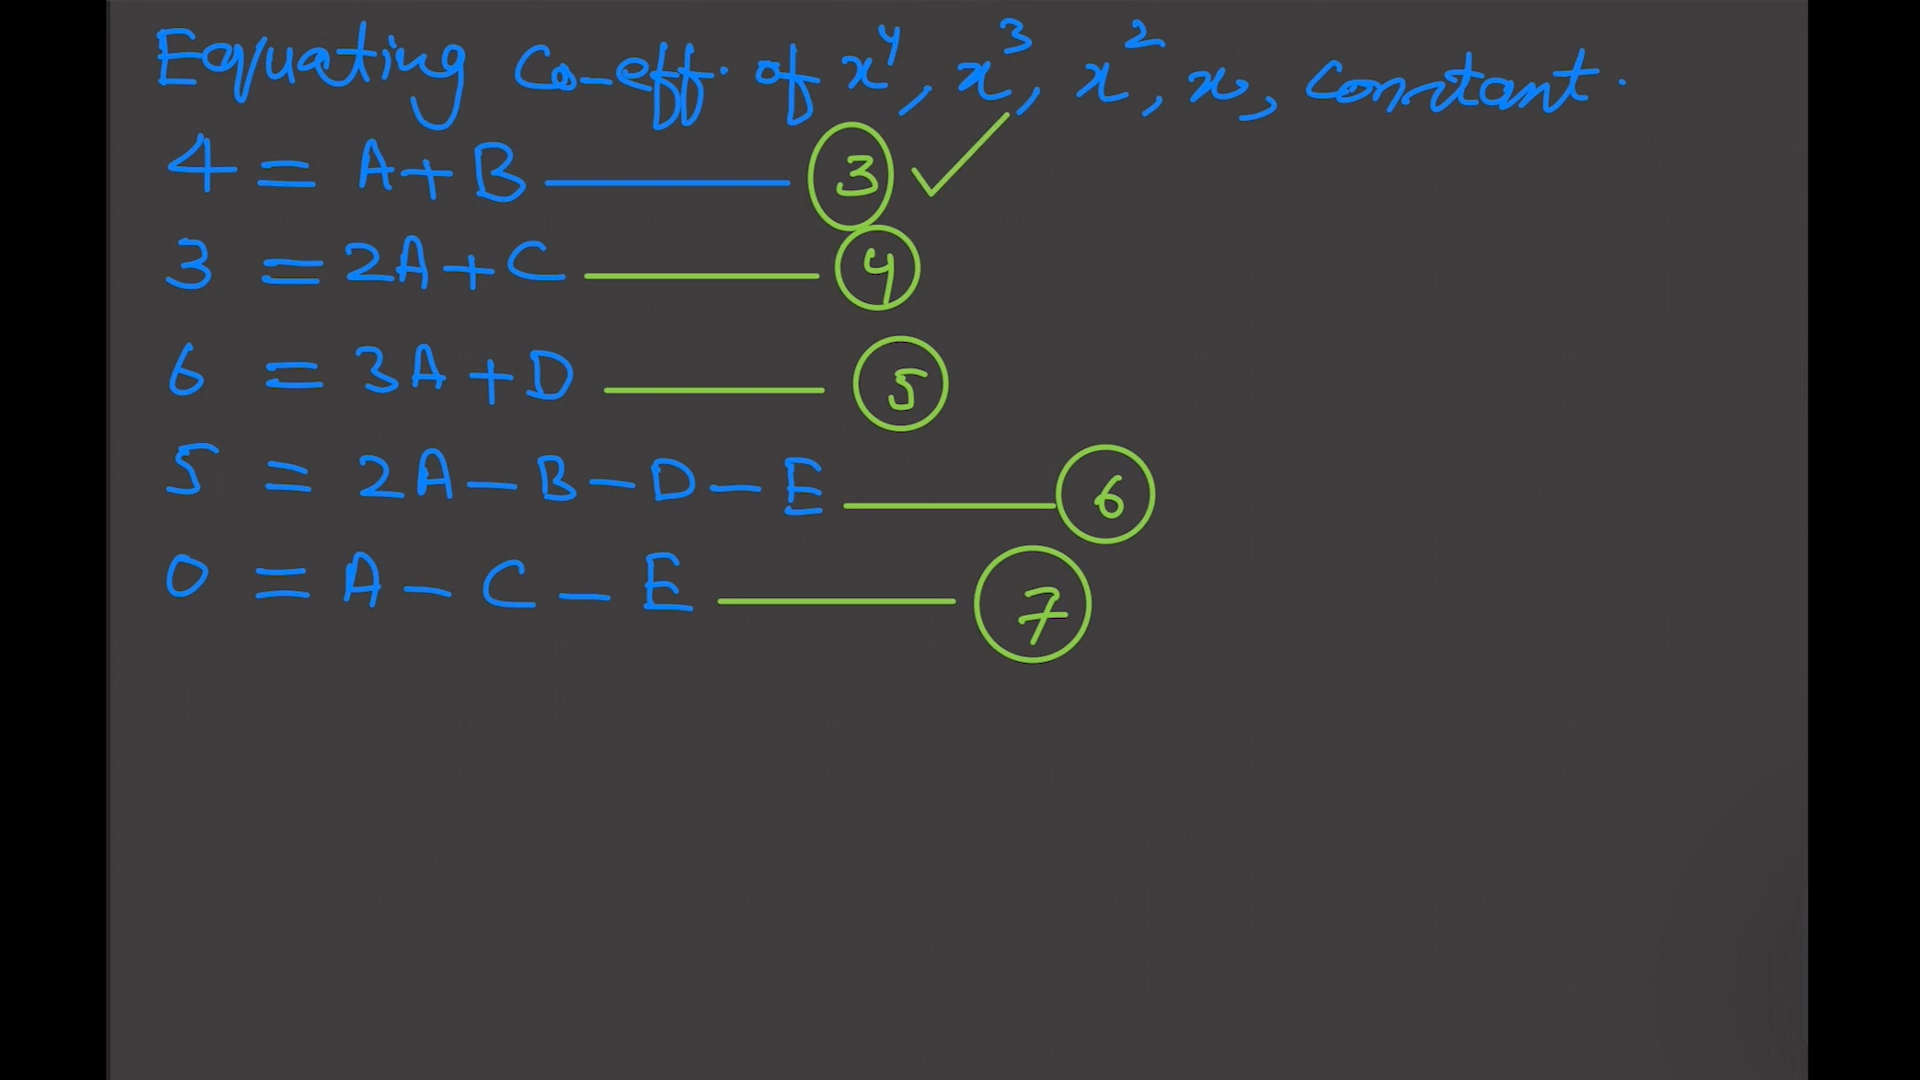 Equating Co-eff. of x⁴, x³, x², x, constant.
4 = A+B ——— 3 ✓
3 = 2A+C ——— 4
6 = 3A+D ——— 5
5 = 2A-B-D-E ——— 6
0 = A-C-E ——— 7